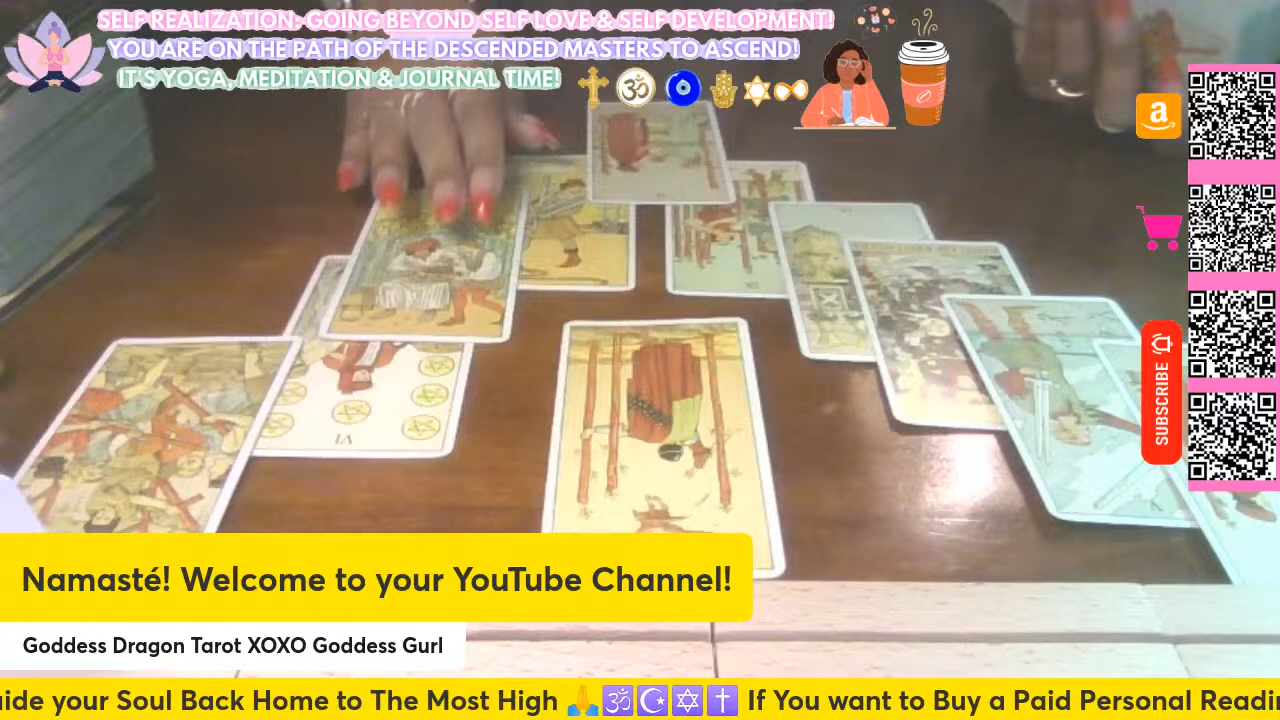 SELF REALIZATION: GOING BEYOND SELF LOVE & SELF DEVELOPMENT!
YOU ARE ON THE PATH OF THE DESCENDED MASTERS TO ASCEND!
IT'S YOGA, MEDITATION & JOURNAL TIME!
SUBSCRIBE
VI
IX
Namasté! Welcome to your YouTube Channel!
Goddess Dragon Tarot XOXO Goddess Gurl
uide your Soul Back Home to The Most High 🙏🕉☪✡✝ If You want to Buy a Paid Personal Readi